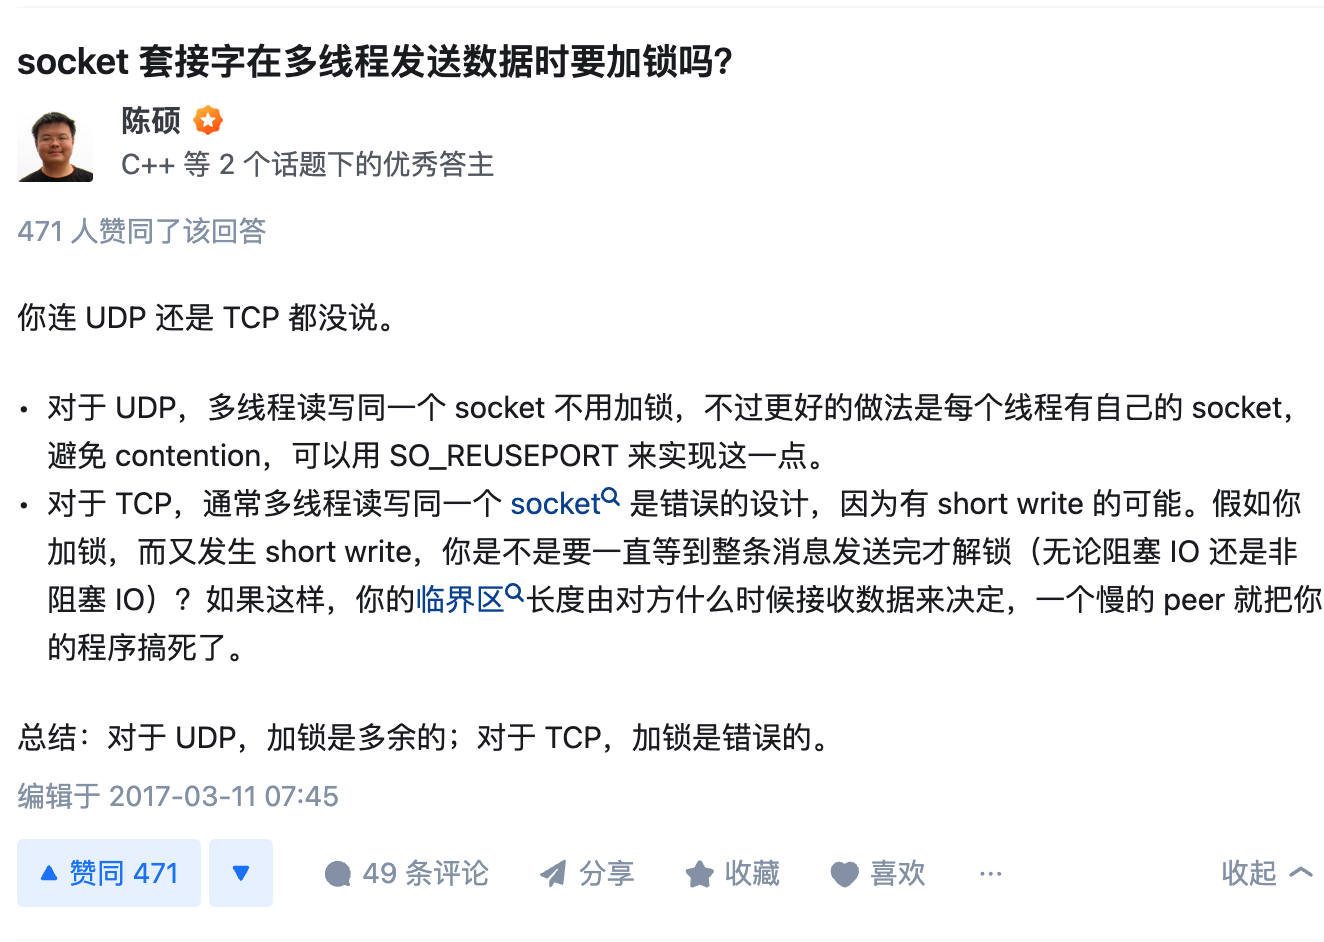 socket 套接字在多线程发送数据时要加锁吗?
陈硕
C++ 等 2 个话题下的优秀答主
471 人赞同了该回答
你连 UDP 还是 TCP 都没说。
• 对于 UDP，多线程读写同一个 socket 不用加锁，不过更好的做法是每个线程有自己的 socket，
避免 contention，可以用 SO_REUSEPORT 来实现这一点。
• 对于 TCP，通常多线程读写同一个 socket 是错误的设计，因为有 short write 的可能。假如你
加锁，而又发生 short write，你是不是要一直等到整条消息发送完才解锁（无论阻塞 IO 还是非
阻塞 IO）？如果这样，你的临界区长度由对方什么时候接收数据来决定，一个慢的 peer 就把你
的程序搞死了。
总结：对于 UDP，加锁是多余的；对于 TCP，加锁是错误的。
编辑于 2017-03-11 07:45
赞同 471 49 条评论 分享 收藏 喜欢 ··· 收起